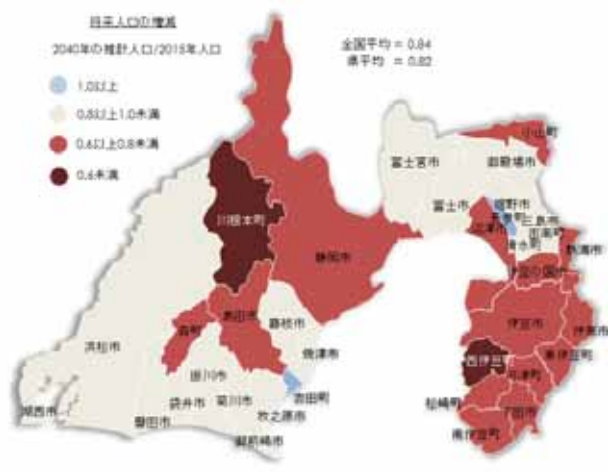 将来人口の増減
2040年の推計人口/2015年人口
1.0以上
0.8以上1.0未満
0.6以上0.8未満
0.6未満
全国平均 = 0.84
県平均 = 0.82
小山町
富士宮市
御殿場市
裾野市
富士市
長泉町
三島市
沼津市
函南町
清水町
熱海市
川根本町
静岡市
伊豆の国市
島田市
藤枝市
森町
伊豆市
伊東市
浜松市
焼津市
西伊豆町
東伊豆町
掛川市
河津町
吉田町
湖西市
袋井市
菊川市
松崎町
磐田市
牧之原市
下田市
御前崎市
南伊豆町